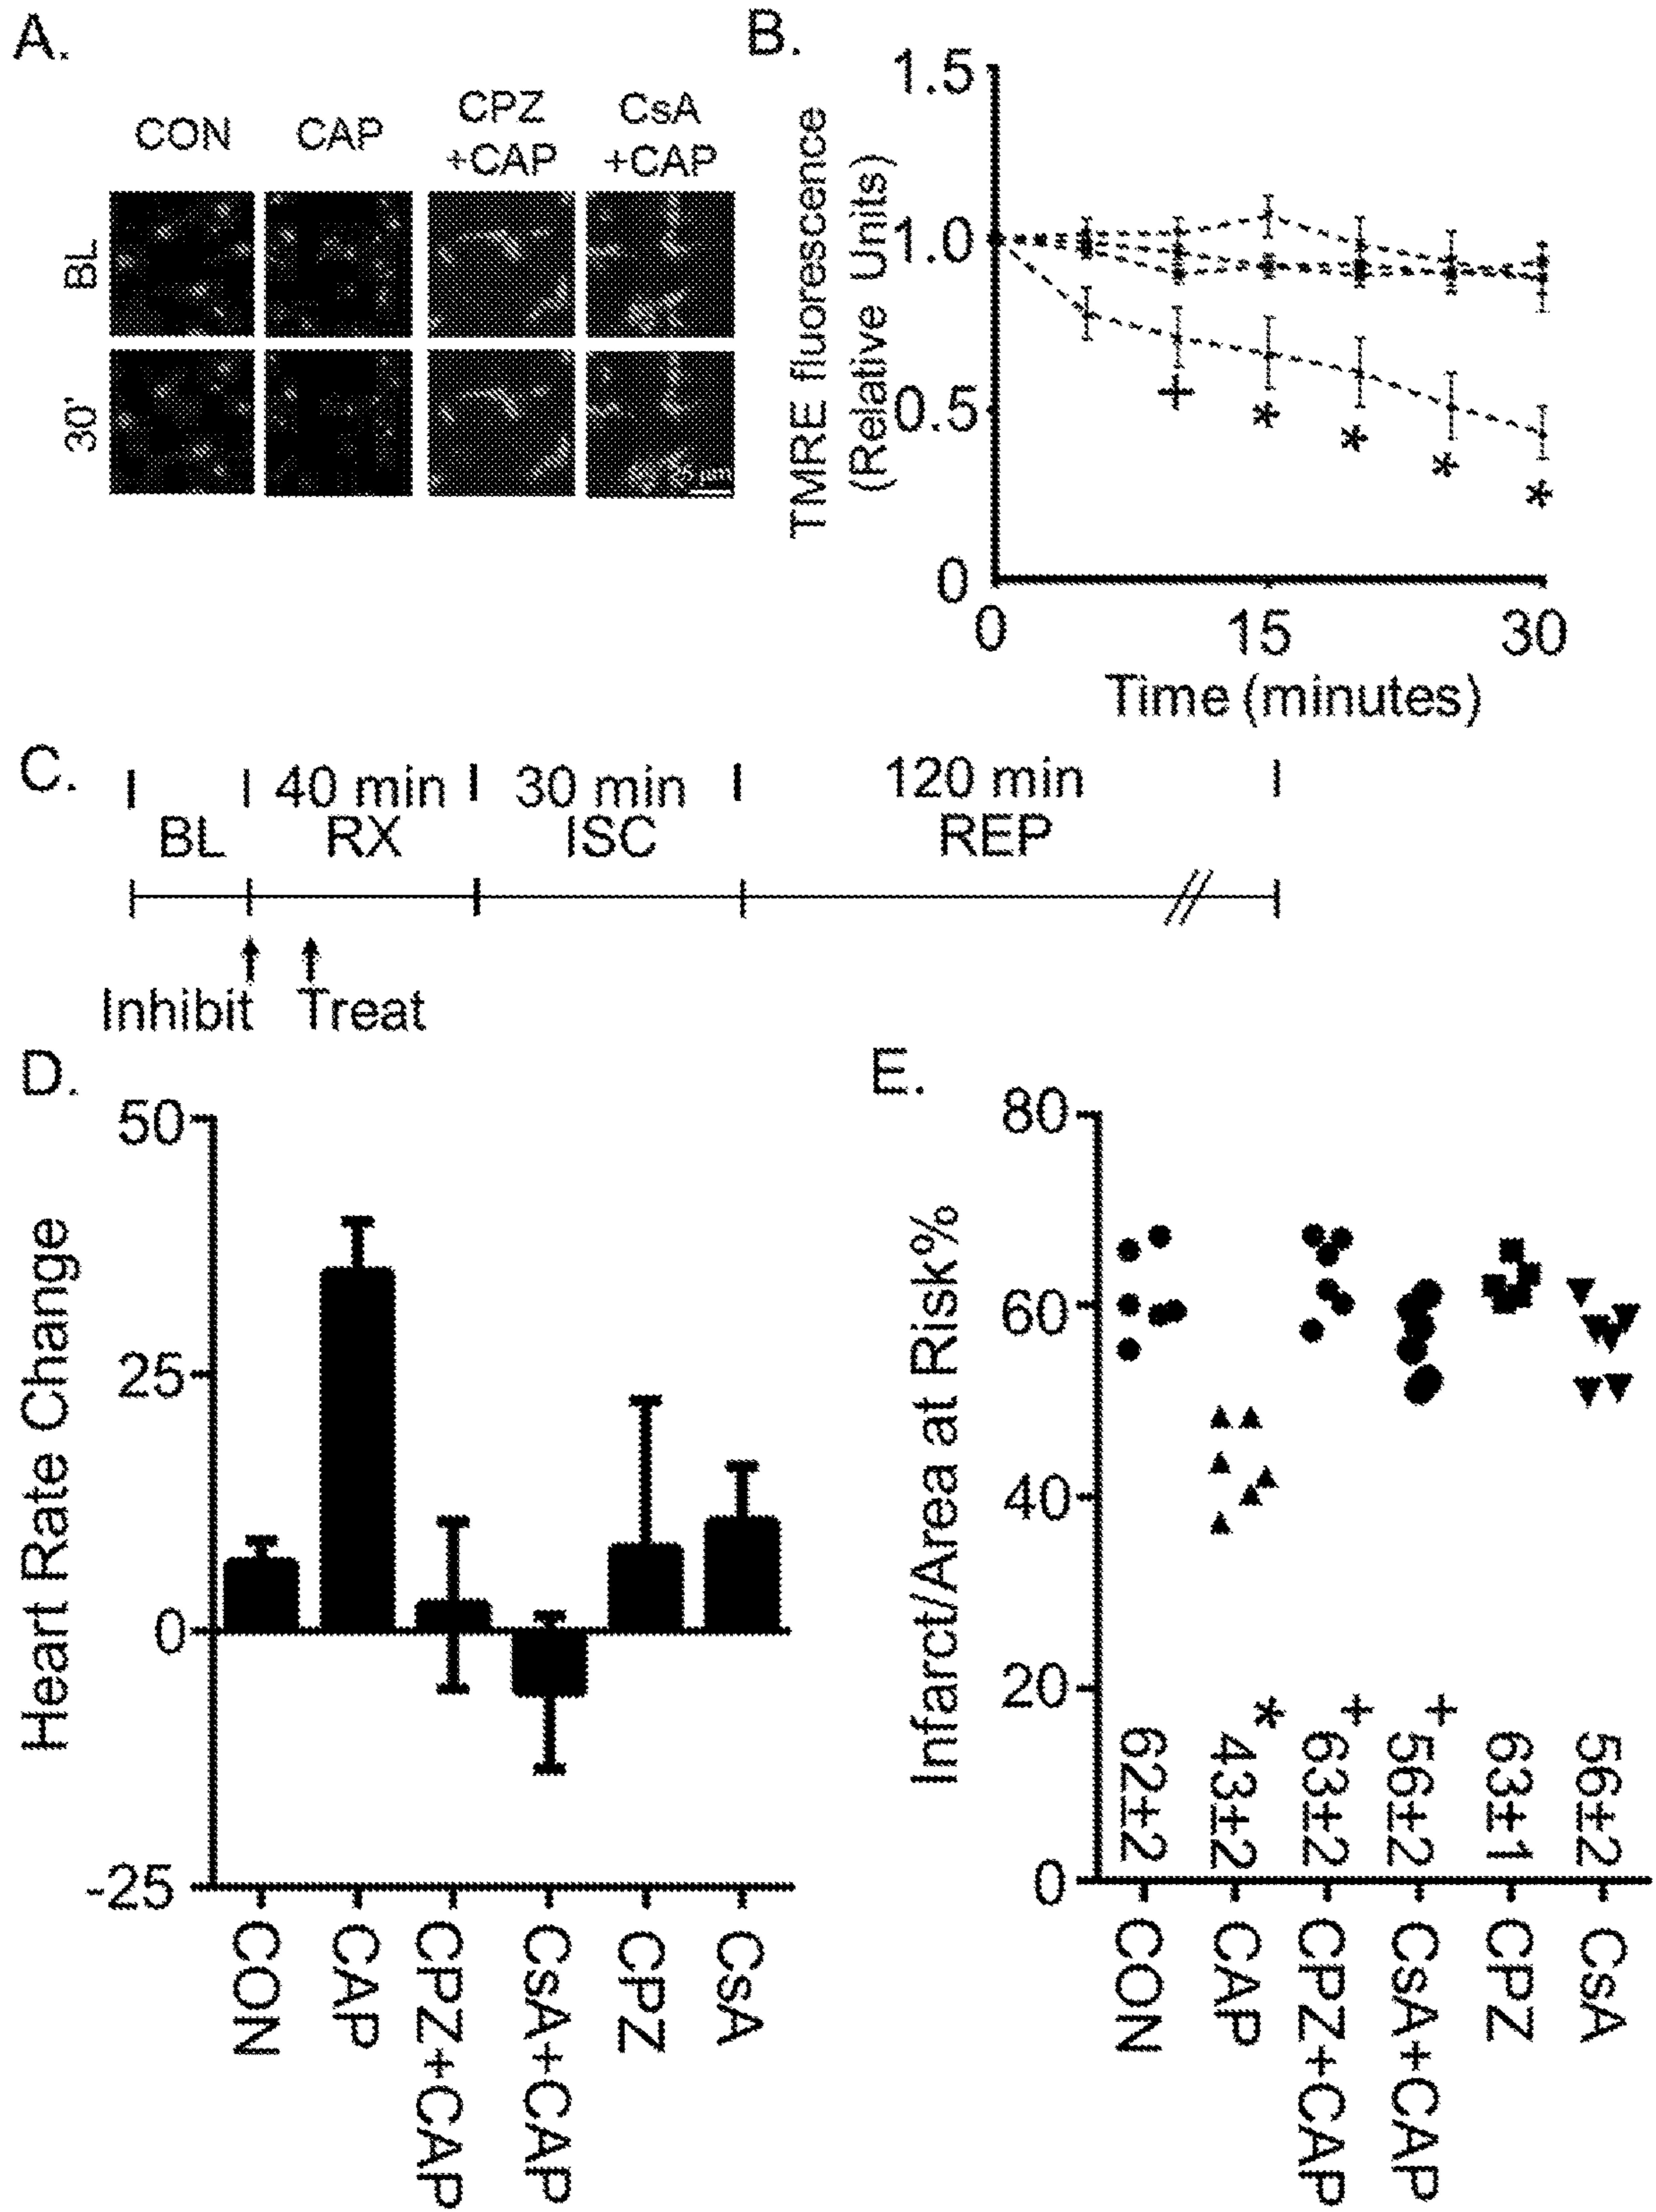 A.
CON
CAP
CPZ
+CAP
CsA
+CAP
BL
30'
5 µm
B.
TMRE fluorescence
(Relative Units)
1.5
1.0
0.5
0
+
*
*
*
*
0
15
30
Time (minutes)
C.
40 min
30 min
120 min
BL
RX
ISC
REP
Inhibit
Treat
D.
Heart Rate Change
50
25
0
-25
CON
CAP
CPZ+CAP
CsA+CAP
CPZ
CsA
E.
Infarct/Area at Risk%
80
60
40
20
0
62±2
43±2 *
63±2 +
56±2 +
63±1
56±2
CON
CAP
CPZ+CAP
CsA+CAP
CPZ
CsA